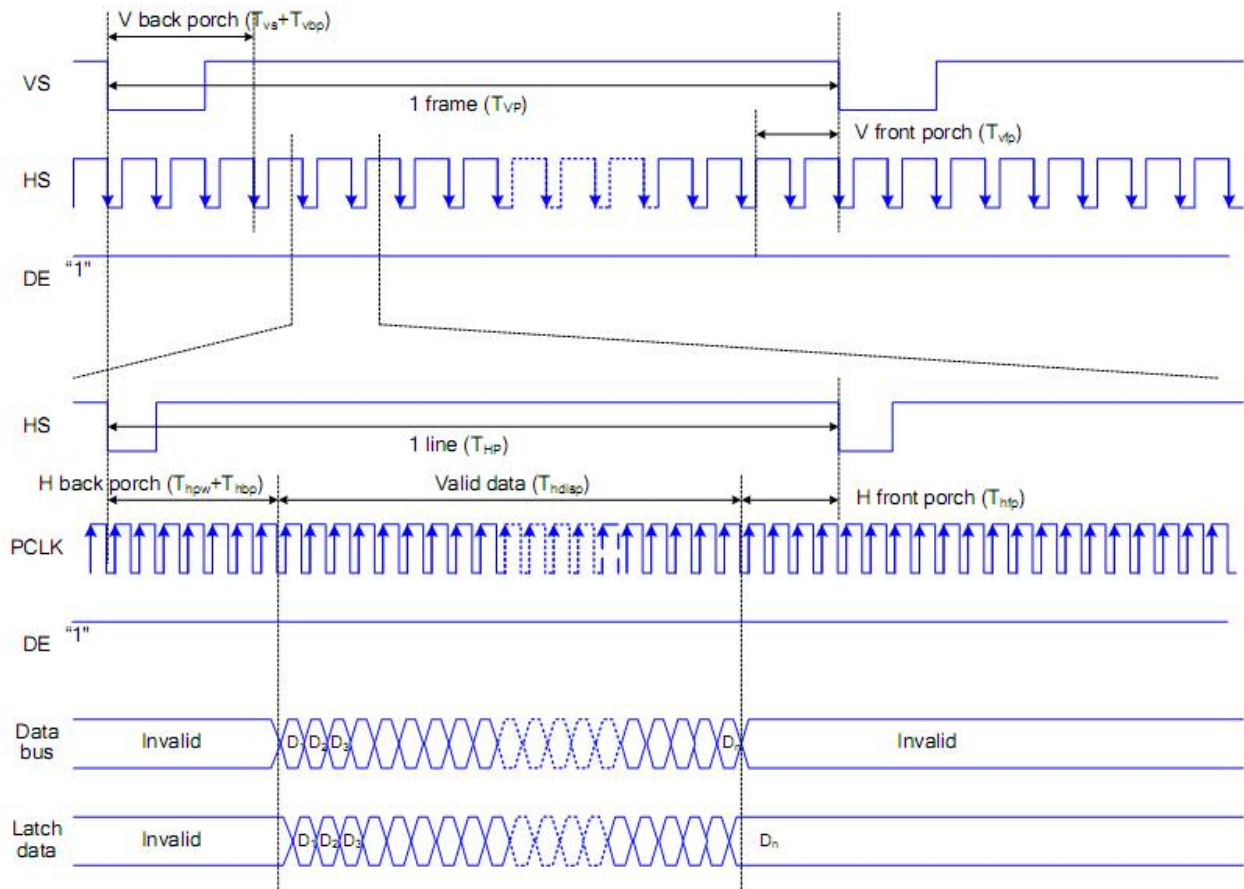 V back porch (Tvs+Tvbp)
VS
1 frame (TVP)
V front porch (Tvfp)
HS
DE "1"
HS
1 line (THP)
H back porch (Thpw+Thbp)
Valid data (Thdisp)
H front porch (Thfp)
PCLK
DE "1"
Data bus
Invalid
D1 D2 D3
Dn
Invalid
Latch data
Invalid
D1 D2 D3
Dn